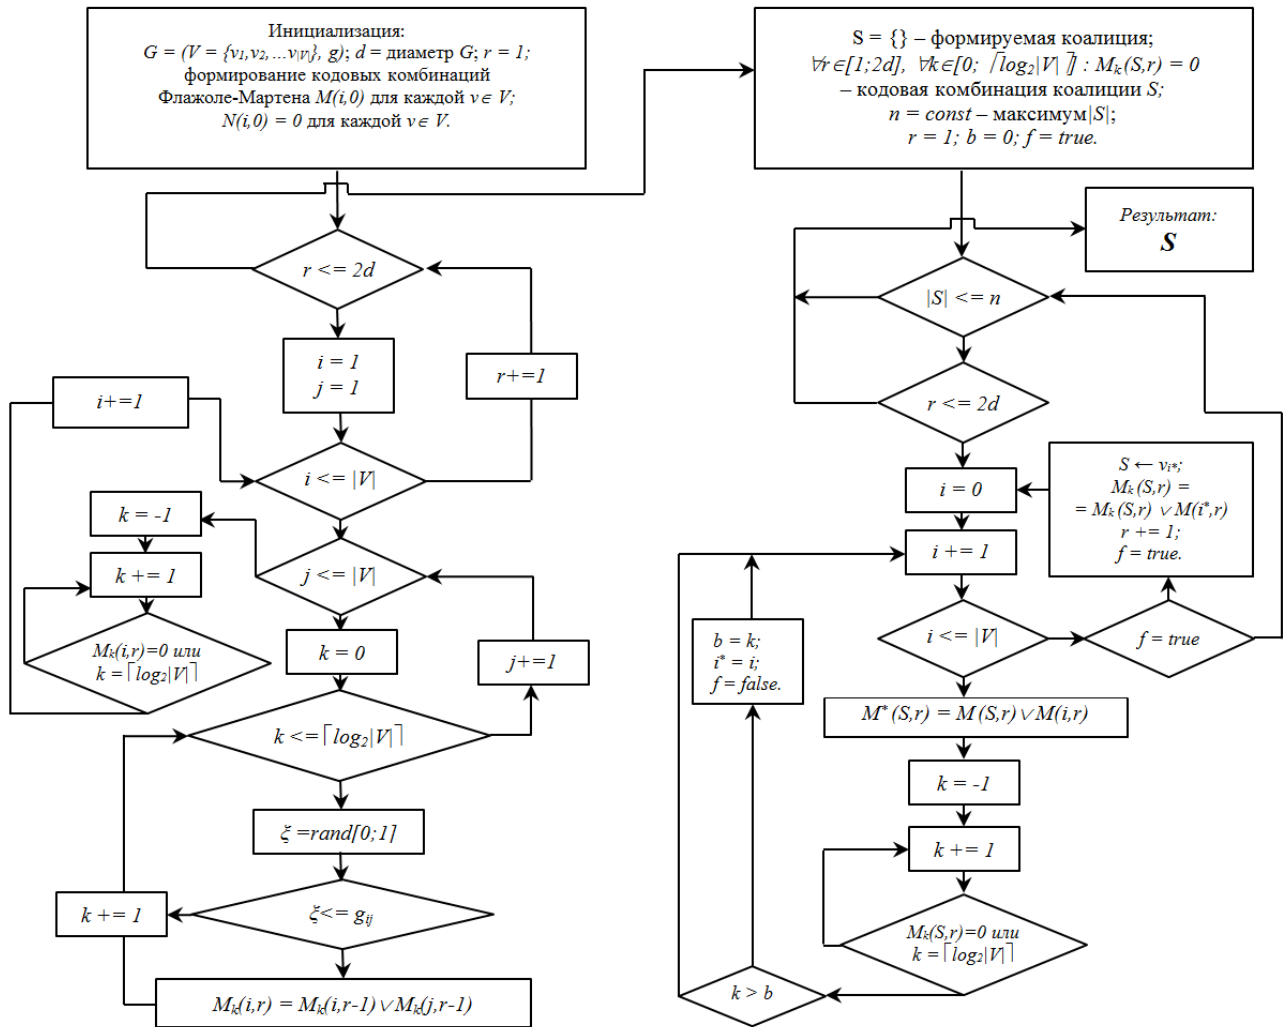 Инициализация:
G = (V = {v₁,v₂,…v|V|}, g); d = диаметр G; r = 1;
формирование кодовых комбинаций
Флажоле-Мартена M(i,0) для каждой v∈ V;
N(i,0) = 0 для каждой v∈ V.
r <= 2d
i = 1
j = 1
r+=1
i+=1
i <= |V|
k = -1
k += 1
j <= |V|
Mₖ(i,r)=0 или
k = ⌈log₂|V|⌉
k = 0
j+=1
k <= ⌈log₂|V|⌉
ξ =rand[0;1]
k += 1
ξ<= gᵢⱼ
Mₖ(i,r) = Mₖ(i,r-1) ∨ Mₖ(j,r-1)
S = {} – формируемая коалиция;
∀r∈[1;2d], ∀k∈[0; ⌈log₂|V|⌉] : Mₖ(S,r) = 0
– кодовая комбинация коалиции S;
n = const – максимум|S|;
r = 1; b = 0; f = true.
Результат:
S
|S| <= n
r <= 2d
i = 0
S ← vᵢ*;
Mₖ(S,r) =
= Mₖ(S,r) ∨ M(i*,r)
r += 1;
f = true.
i += 1
b = k;
i* = i;
f = false.
i <= |V|
f = true
M*(S,r) = M(S,r) ∨ M(i,r)
k = -1
k += 1
Mₖ(S,r)=0 или
k = ⌈log₂|V|⌉
k > b